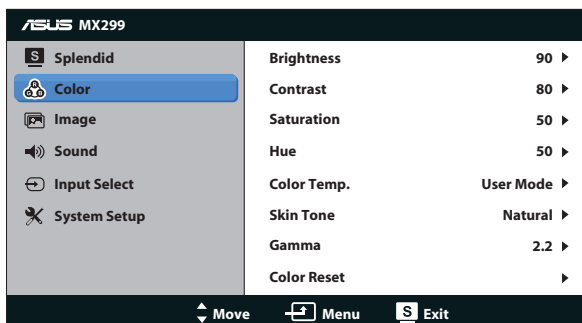 ASUS MX299
S Splendid
Color
Image
Sound
Input Select
System Setup
Brightness 90
Contrast 80
Saturation 50
Hue 50
Color Temp. User Mode
Skin Tone Natural
Gamma 2.2
Color Reset
Move Menu S Exit